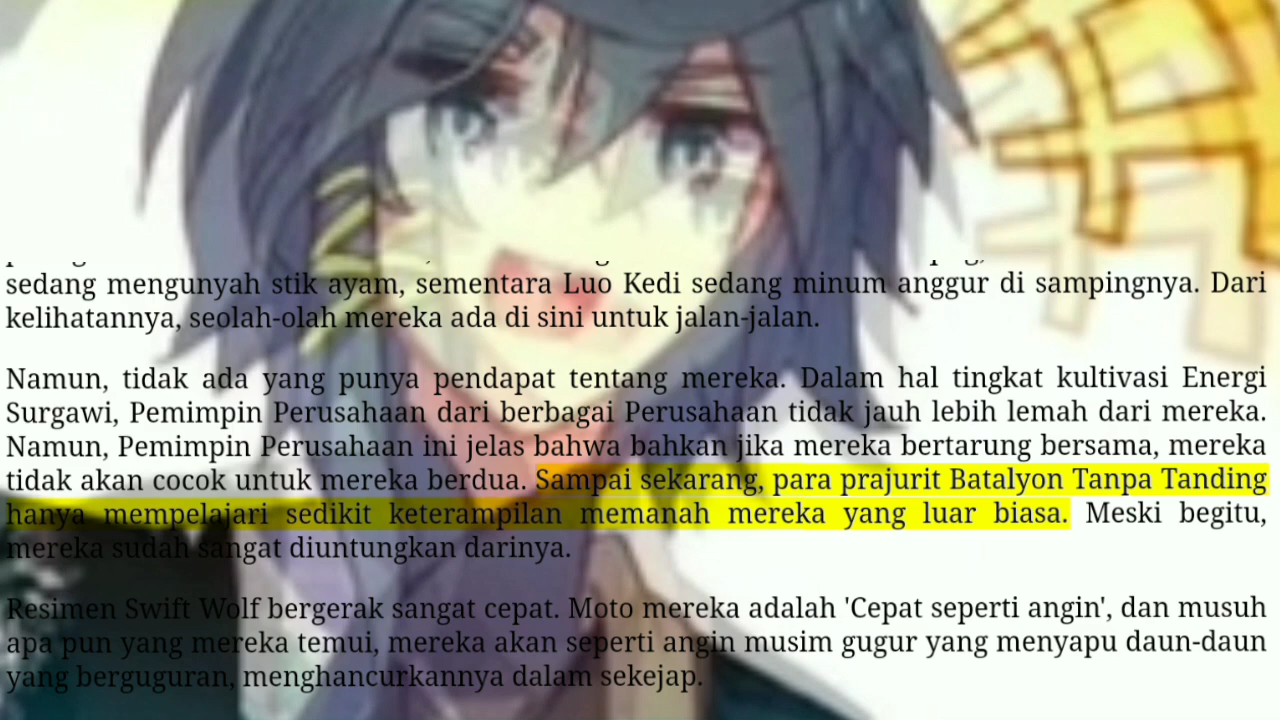 sedang mengunyah stik ayam, sementara Luo Kedi sedang minum anggur di sampingnya. Dari
kelihatannya, seolah-olah mereka ada di sini untuk jalan-jalan.
Namun, tidak ada yang punya pendapat tentang mereka. Dalam hal tingkat kultivasi Energi
Surgawi, Pemimpin Perusahaan dari berbagai Perusahaan tidak jauh lebih lemah dari mereka.
Namun, Pemimpin Perusahaan ini jelas bahwa bahkan jika mereka bertarung bersama, mereka
tidak akan cocok untuk mereka berdua. Sampai sekarang, para prajurit Batalyon Tanpa Tanding
hanya mempelajari sedikit keterampilan memanah mereka yang luar biasa. Meski begitu,
mereka sudah sangat diuntungkan darinya.
Resimen Swift Wolf bergerak sangat cepat. Moto mereka adalah 'Cepat seperti angin', dan musuh
apa pun yang mereka temui, mereka akan seperti angin musim gugur yang menyapu daun-daun
yang berguguran, menghancurkannya dalam sekejap.